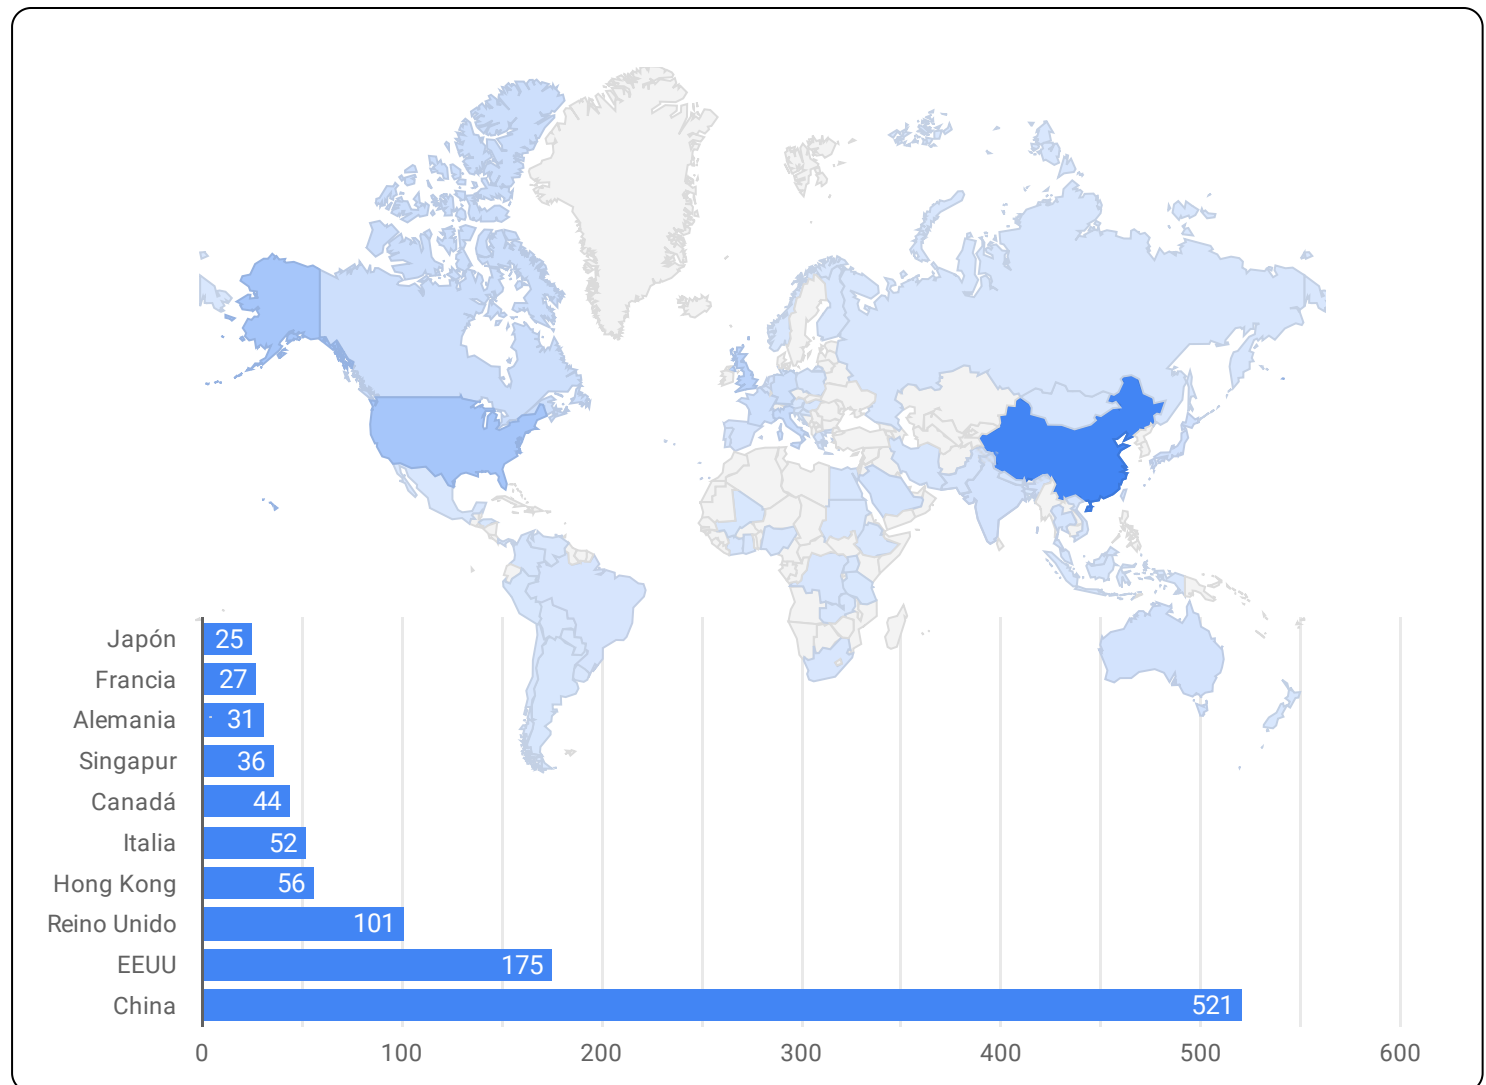 Japón 25
Francia 27
Alemania 31
Singapur 36
Canadá 44
Italia 52
Hong Kong 56
Reino Unido 101
EEUU 175
China 521
0 100 200 300 400 500 600